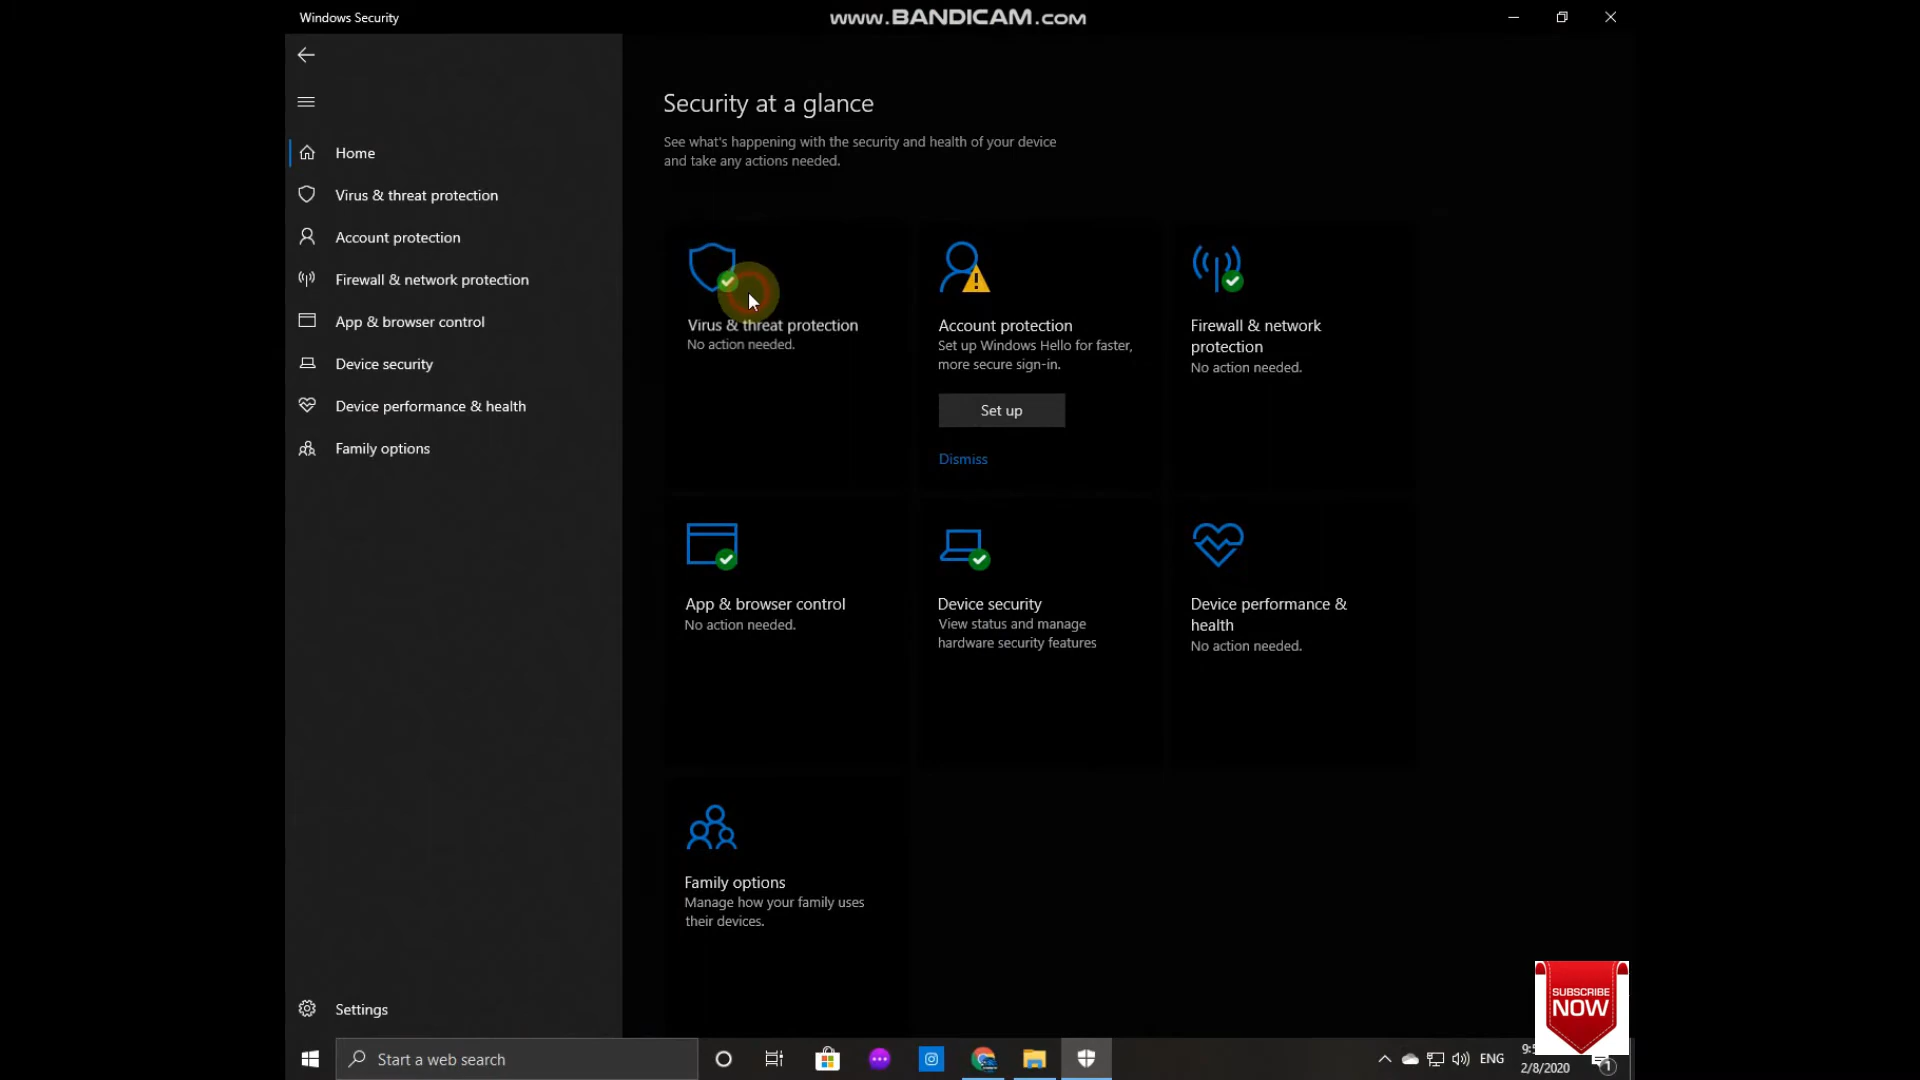 Windows Security
www.BANDICAM.com
Home
Virus & threat protection
Account protection
Firewall & network protection
App & browser control
Device security
Device performance & health
Family options
Settings
Security at a glance
See what's happening with the security and health of your device
and take any actions needed.
Virus & threat protection
No action needed.
Account protection
Set up Windows Hello for faster,
more secure sign-in.
Set up
Dismiss
Firewall & network
protection
No action needed.
App & browser control
No action needed.
Device security
View status and manage
hardware security features
Device performance &
health
No action needed.
Family options
Manage how your family uses
their devices.
SUBSCRIBE
NOW
Start a web search
ENG
2/8/2020
1